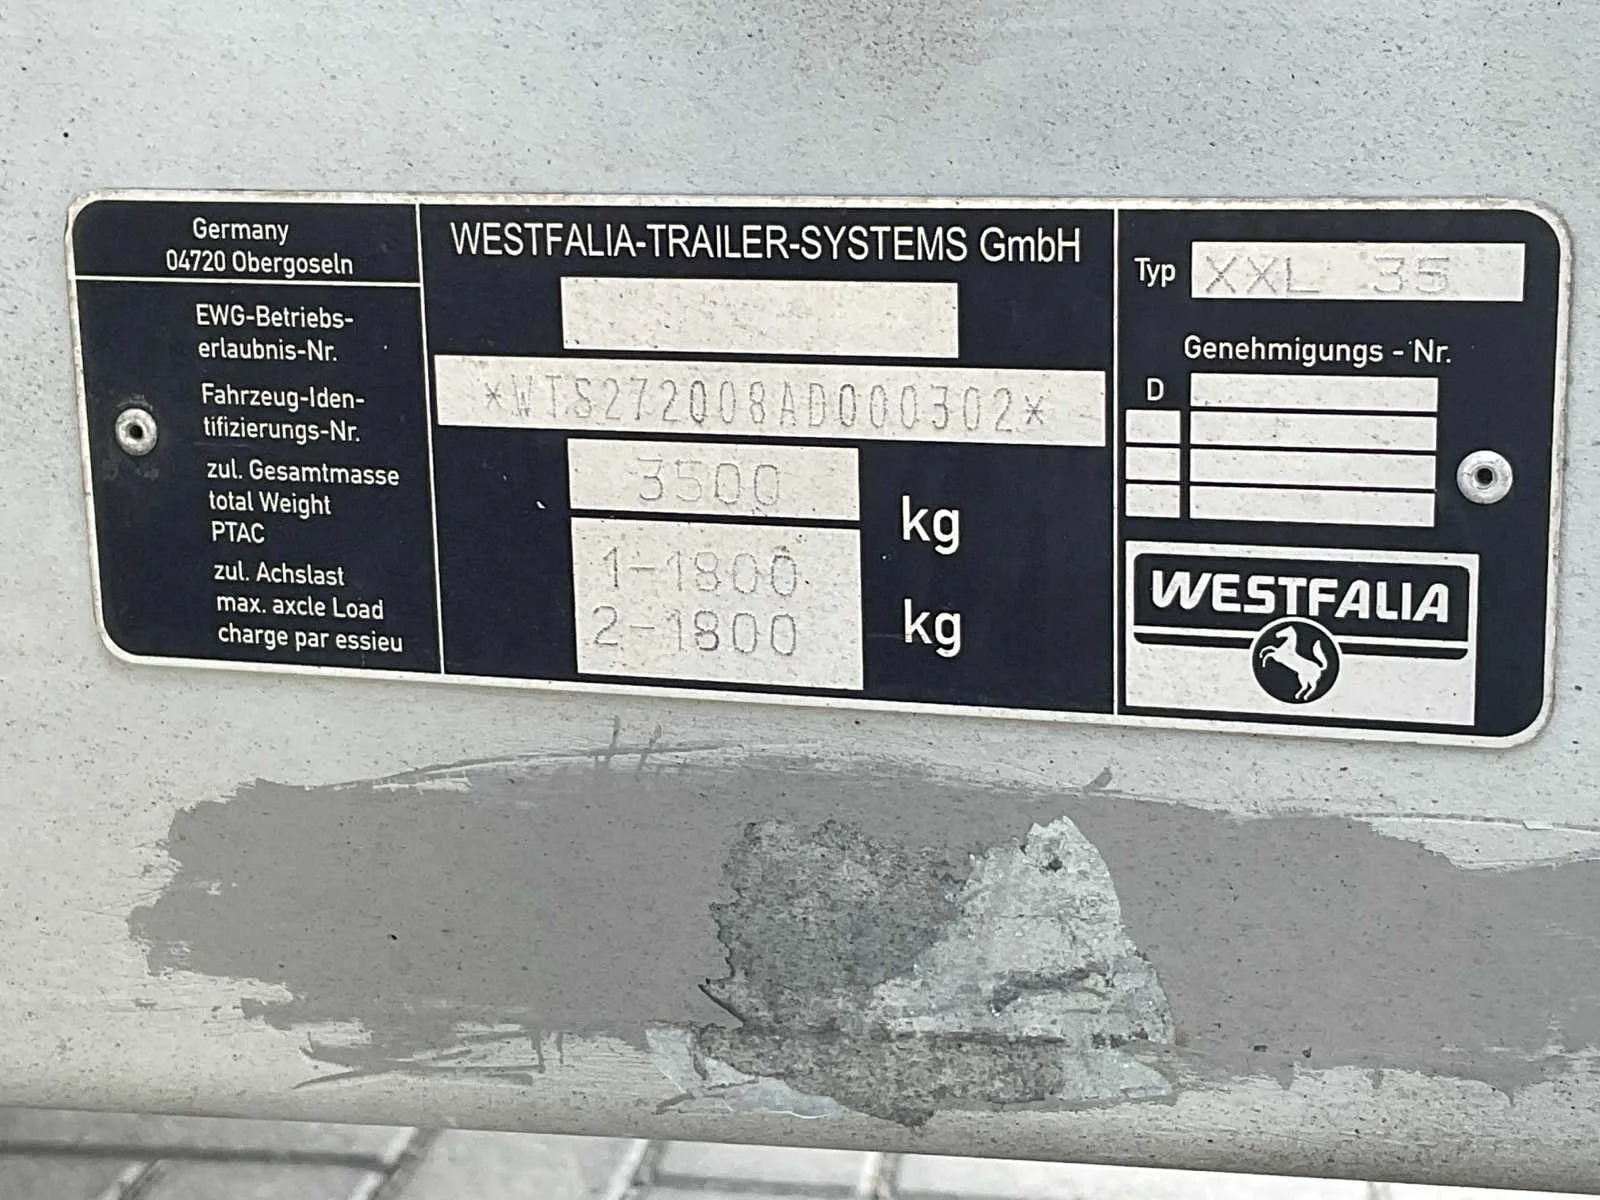 Germany
04720 Obergoseln
EWG-Betriebs-
erlaubnis-Nr.
Fahrzeug-Iden-
tifizierungs-Nr.
zul. Gesamtmasse
total Weight
PTAC
zul. Achslast
max. axcle Load
charge par essieu
WESTFALIA-TRAILER-SYSTEMS GmbH
*WTS272008AD000302*
3500 kg
1-1800
2-1800 kg
Typ XXL 35
Genehmigungs - Nr.
D
WESTFALIA